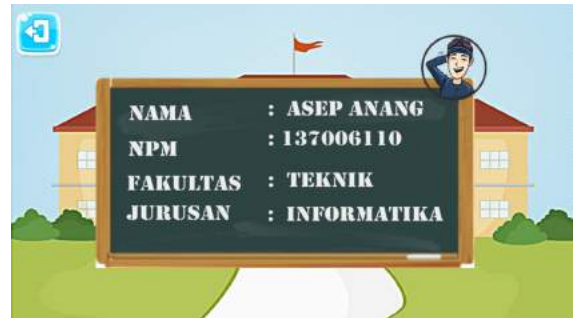 NAMA : ASEP ANANG
NPM : 137006110
FAKULTAS : TEKNIK
JURUSAN : INFORMATIKA